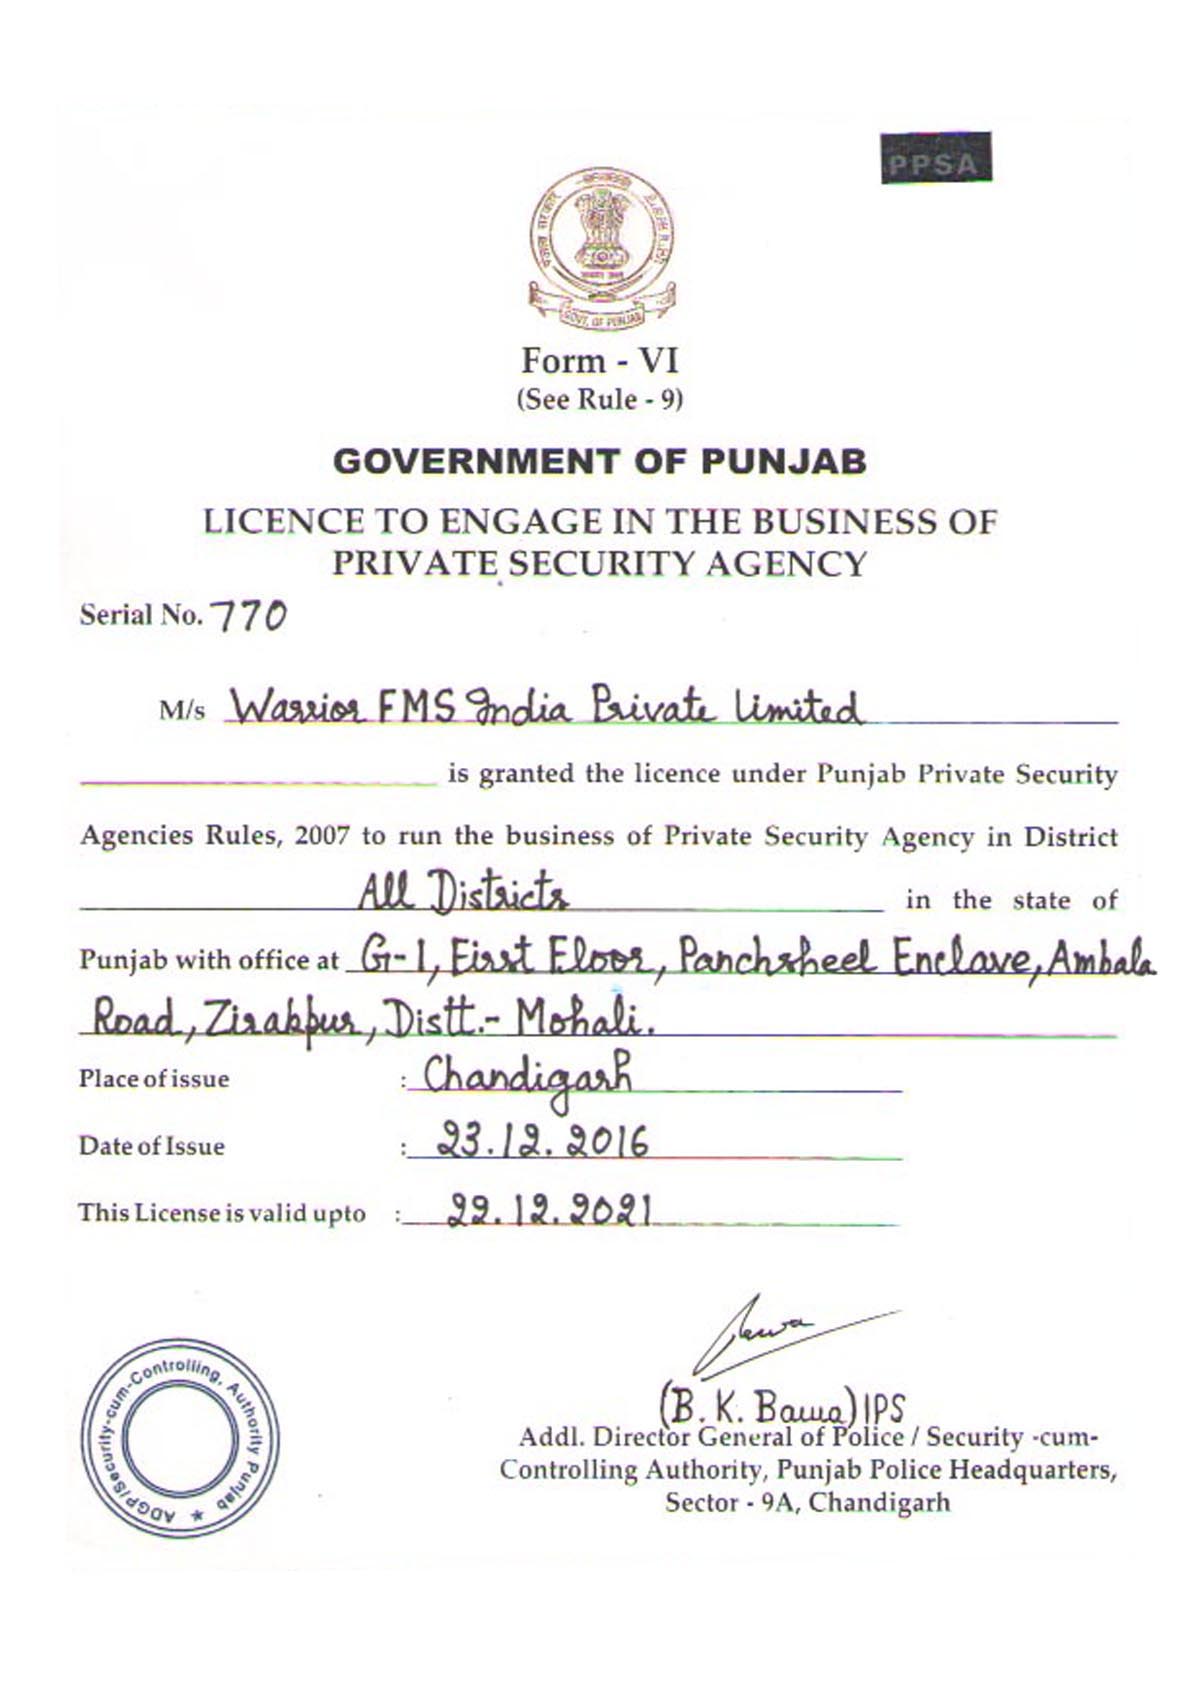 PPSA
GOVT. OF PUNJAB
Form - VI
(See Rule - 9)
GOVERNMENT OF PUNJAB
LICENCE TO ENGAGE IN THE BUSINESS OF
PRIVATE SECURITY AGENCY
Serial No. 770
M/s Warrior FMS India Private Limited
is granted the licence under Punjab Private Security
Agencies Rules, 2007 to run the business of Private Security Agency in District
All Districts in the state of
Punjab with office at G-1, First Floor, Panchsheel Enclave, Ambala
Road, Zirakpur, Distt.- Mohali.
Place of issue : Chandigarh
Date of Issue : 23.12.2016
This License is valid upto : 22.12.2021
Bawa
(B. K. Bawa) IPS
Addl. Director General of Police / Security -cum-
Controlling Authority, Punjab Police Headquarters,
Sector - 9A, Chandigarh
ADGP/Security-cum-Controlling, Authority Punjab